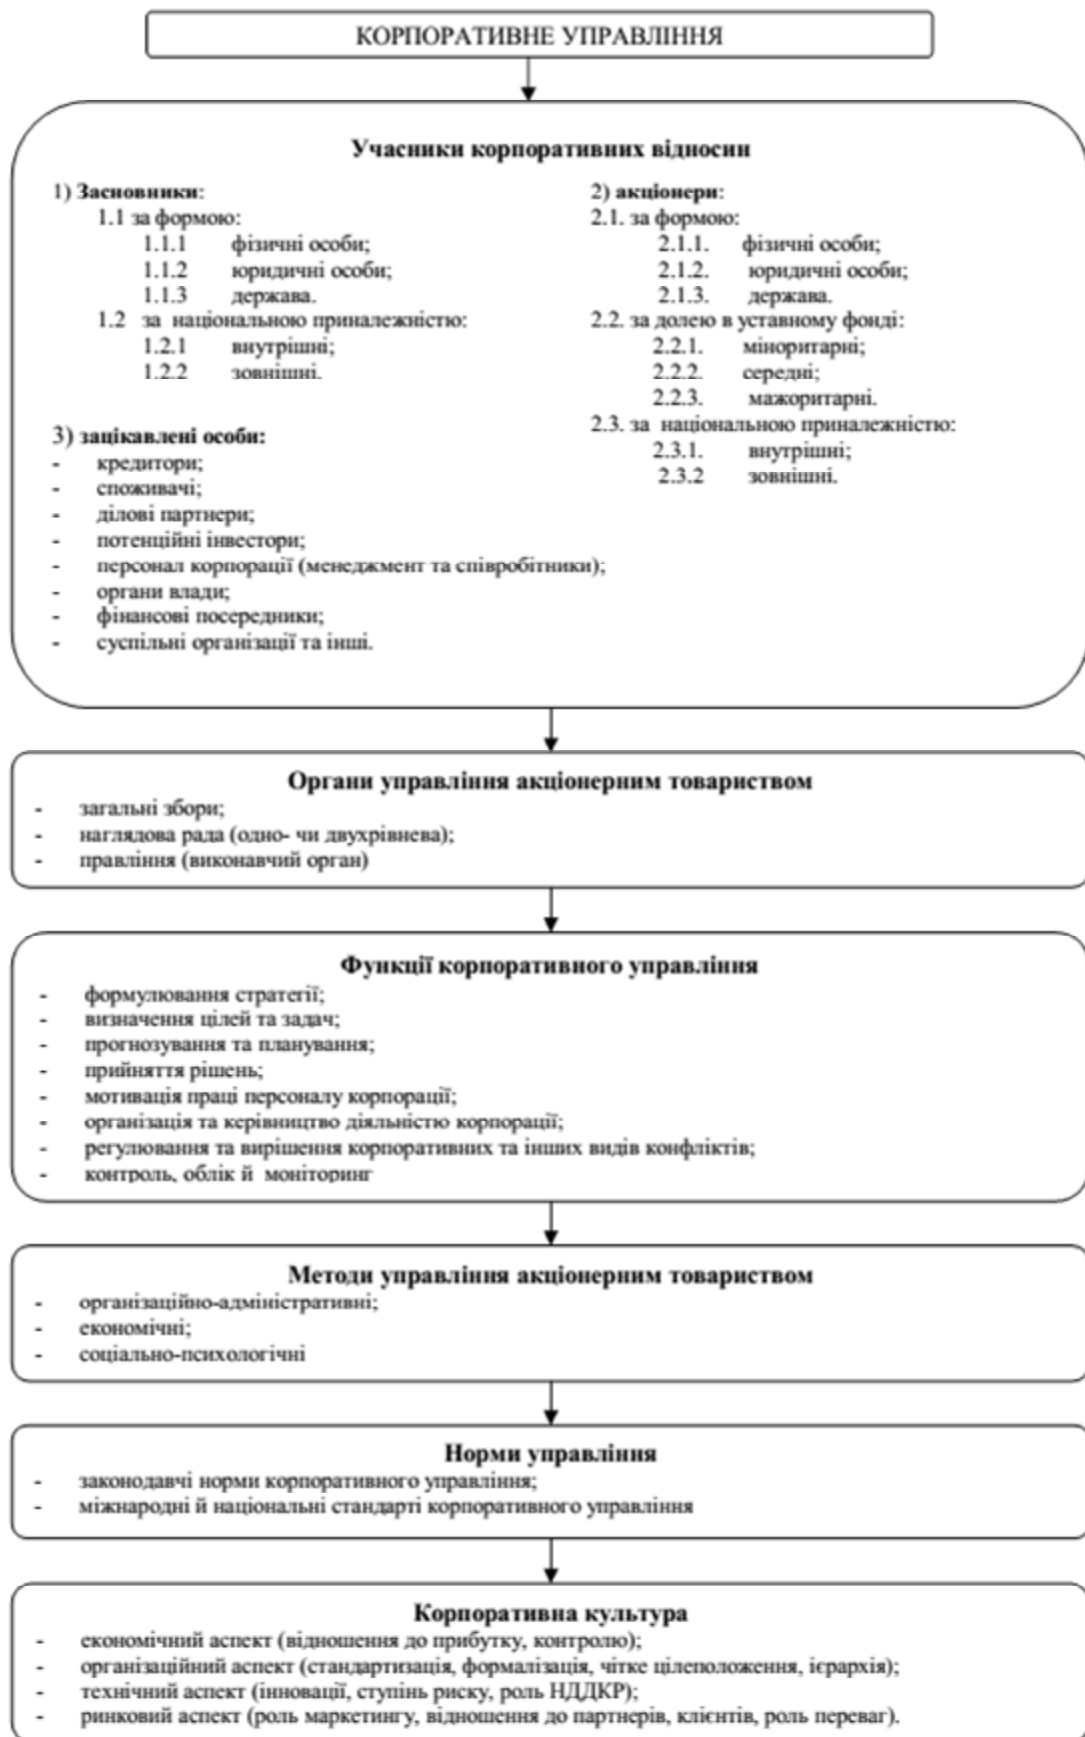 КОРПОРАТИВНЕ УПРАВЛІННЯ
Учасники корпоративних відносин
1) Засновники:
1.1 за формою:
1.1.1 фізичні особи;
1.1.2 юридичні особи;
1.1.3 держава.
1.2 за національною приналежністю:
1.2.1 внутрішні;
1.2.2 зовнішні.
2) акціонери:
2.1. за формою:
2.1.1. фізичні особи;
2.1.2. юридичні особи;
2.1.3. держава.
2.2. за долею в уставному фонді:
2.2.1. міноритарні;
2.2.2. середні;
2.2.3. мажоритарні.
2.3. за національною приналежністю:
2.3.1. внутрішні;
2.3.2 зовнішні.
3) зацікавлені особи:
- кредитори;
- споживачі;
- ділові партнери;
- потенційні інвестори;
- персонал корпорації (менеджмент та співробітники);
- органи влади;
- фінансові посередники;
- суспільні організації та інші.
Органи управління акціонерним товариством
- загальні збори;
- наглядова рада (одно- чи двухрівнева);
- правління (виконавчий орган)
Функції корпоративного управління
- формулювання стратегії;
- визначення цілей та задач;
- прогнозування та планування;
- прийняття рішень;
- мотивація праці персоналу корпорації;
- організація та керівництво діяльністю корпорації;
- регулювання та вирішення корпоративних та інших видів конфліктів;
- контроль, облік й моніторинг
Методи управління акціонерним товариством
- організаційно-адміністративні;
- економічні;
- соціально-психологічні
Норми управління
- законодавчі норми корпоративного управління;
- міжнародні й національні стандарті корпоративного управління
Корпоративна культура
- економічний аспект (відношення до прибутку, контролю);
- організаційний аспект (стандартизація, формалізація, чітке цілеположення, ієрархія);
- технічний аспект (інновації, ступінь риску, роль НДДКР);
- ринковий аспект (роль маркетингу, відношення до партнерів, клієнтів, роль переваг).